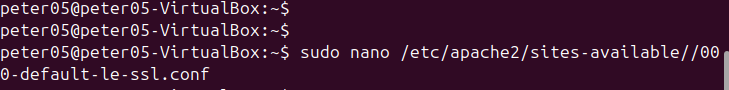 peter05@peter05-VirtualBox:~$
peter05@peter05-VirtualBox:~$
peter05@peter05-VirtualBox:~$ sudo nano /etc/apache2/sites-available//00
0-default-le-ssl.conf